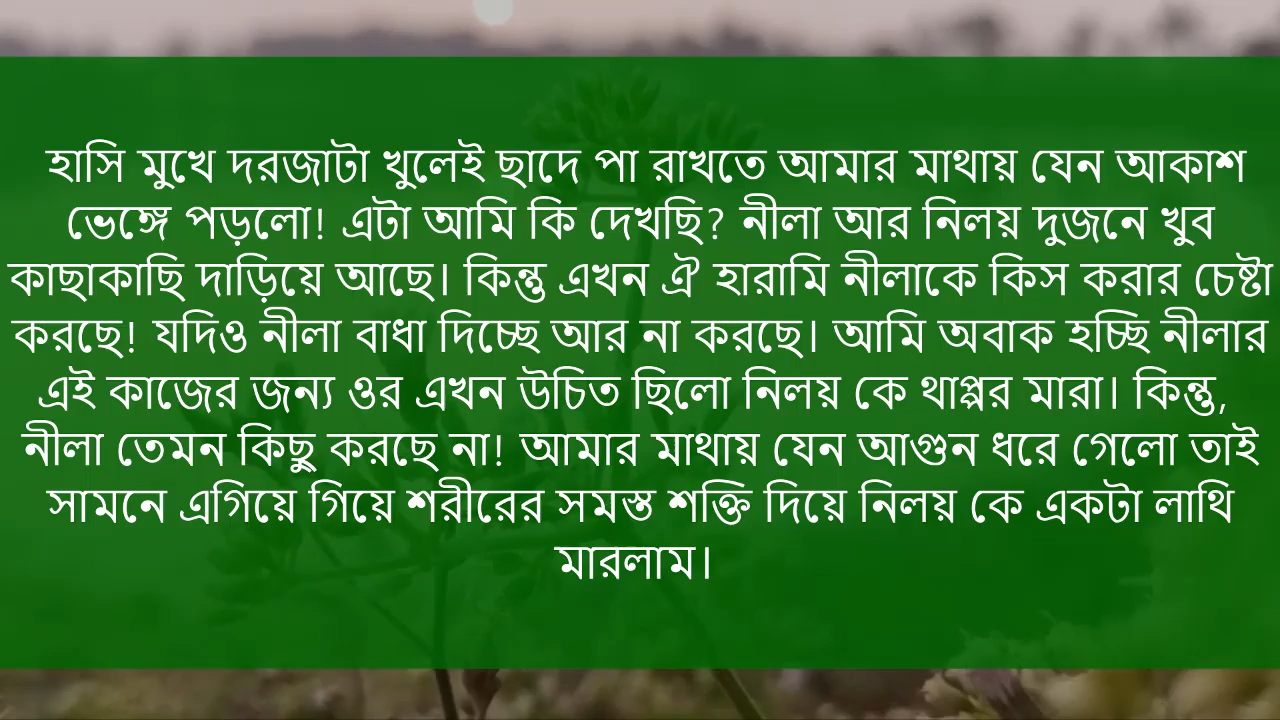 হাসি মুখে দরজাটা খুলেই ছাদে পা রাখতে আমার মাথায় যেন আকাশ
ভেঙ্গে পড়লো! এটা আমি কি দেখছি? নীলা আর নিলয় দুজনে খুব
কাছাকাছি দাড়িয়ে আছে। কিন্তু এখন ঐ হারামি নীলাকে কিস করার চেষ্টা
করছে! যদিও নীলা বাধা দিচ্ছে আর না করছে। আমি অবাক হচ্ছি নীলার
এই কাজের জন্য ওর এখন উচিত ছিলো নিলয় কে থাপ্পর মারা। কিন্তু,
নীলা তেমন কিছু করছে না! আমার মাথায় যেন আগুন ধরে গেলো তাই
সামনে এগিয়ে গিয়ে শরীরের সমস্ত শক্তি দিয়ে নিলয় কে একটা লাথি
মারলাম।